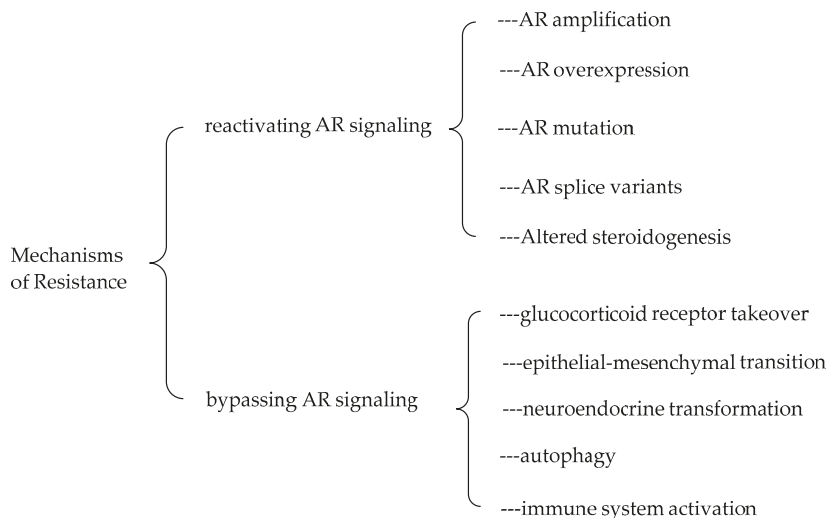 Mechanisms
of Resistance
reactivating AR signaling
---AR amplification
---AR overexpression
---AR mutation
---AR splice variants
---Altered steroidogenesis
bypassing AR signaling
---glucocorticoid receptor takeover
---epithelial-mesenchymal transition
---neuroendocrine transformation
---autophagy
---immune system activation